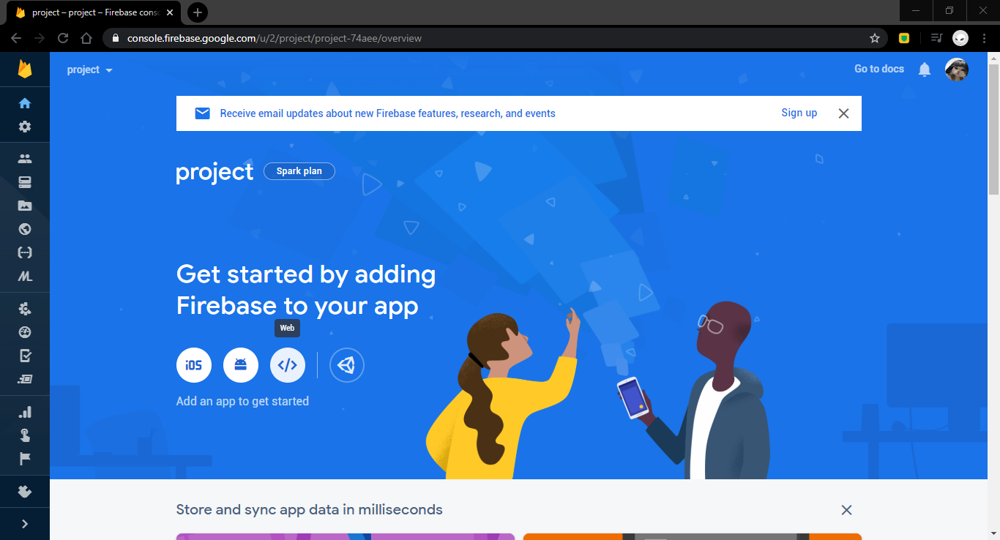 project – project – Firebase conso
console.firebase.google.com/u/2/project/project-74aee/overview
project
Go to docs
Receive email updates about new Firebase features, research, and events
Sign up
project
Spark plan
Get started by adding
Firebase to your app
Web
iOS
Add an app to get started
Store and sync app data in milliseconds